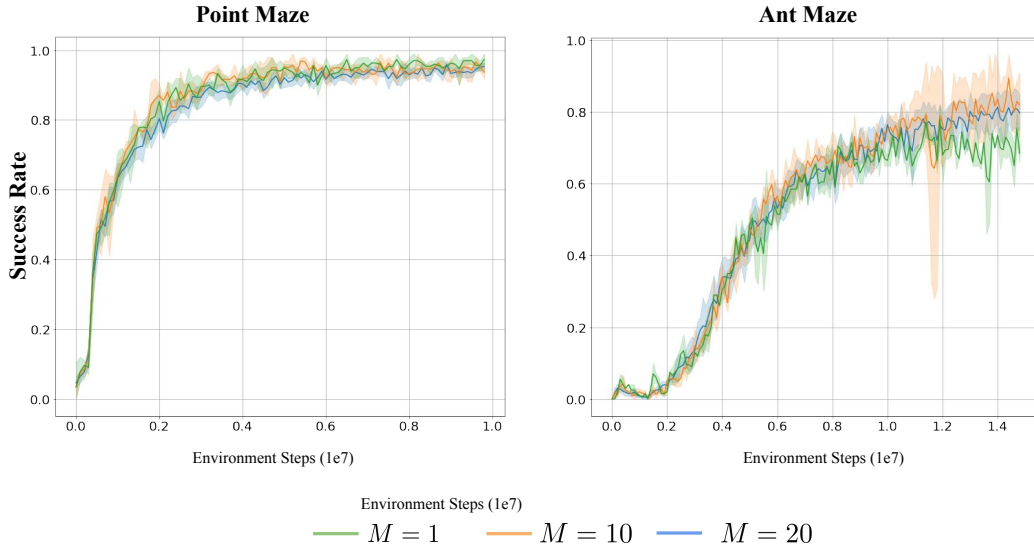 Point Maze
Ant Maze
Success Rate
1.0
0.8
0.6
0.4
0.2
0.0
0.0 0.2 0.4 0.6 0.8 1.0
Environment Steps (1e7)
1.0
0.8
0.6
0.4
0.2
0.0
0.0 0.2 0.4 0.6 0.8 1.0 1.2 1.4
Environment Steps (1e7)
Environment Steps (1e7)
M = 1 M = 10 M = 20